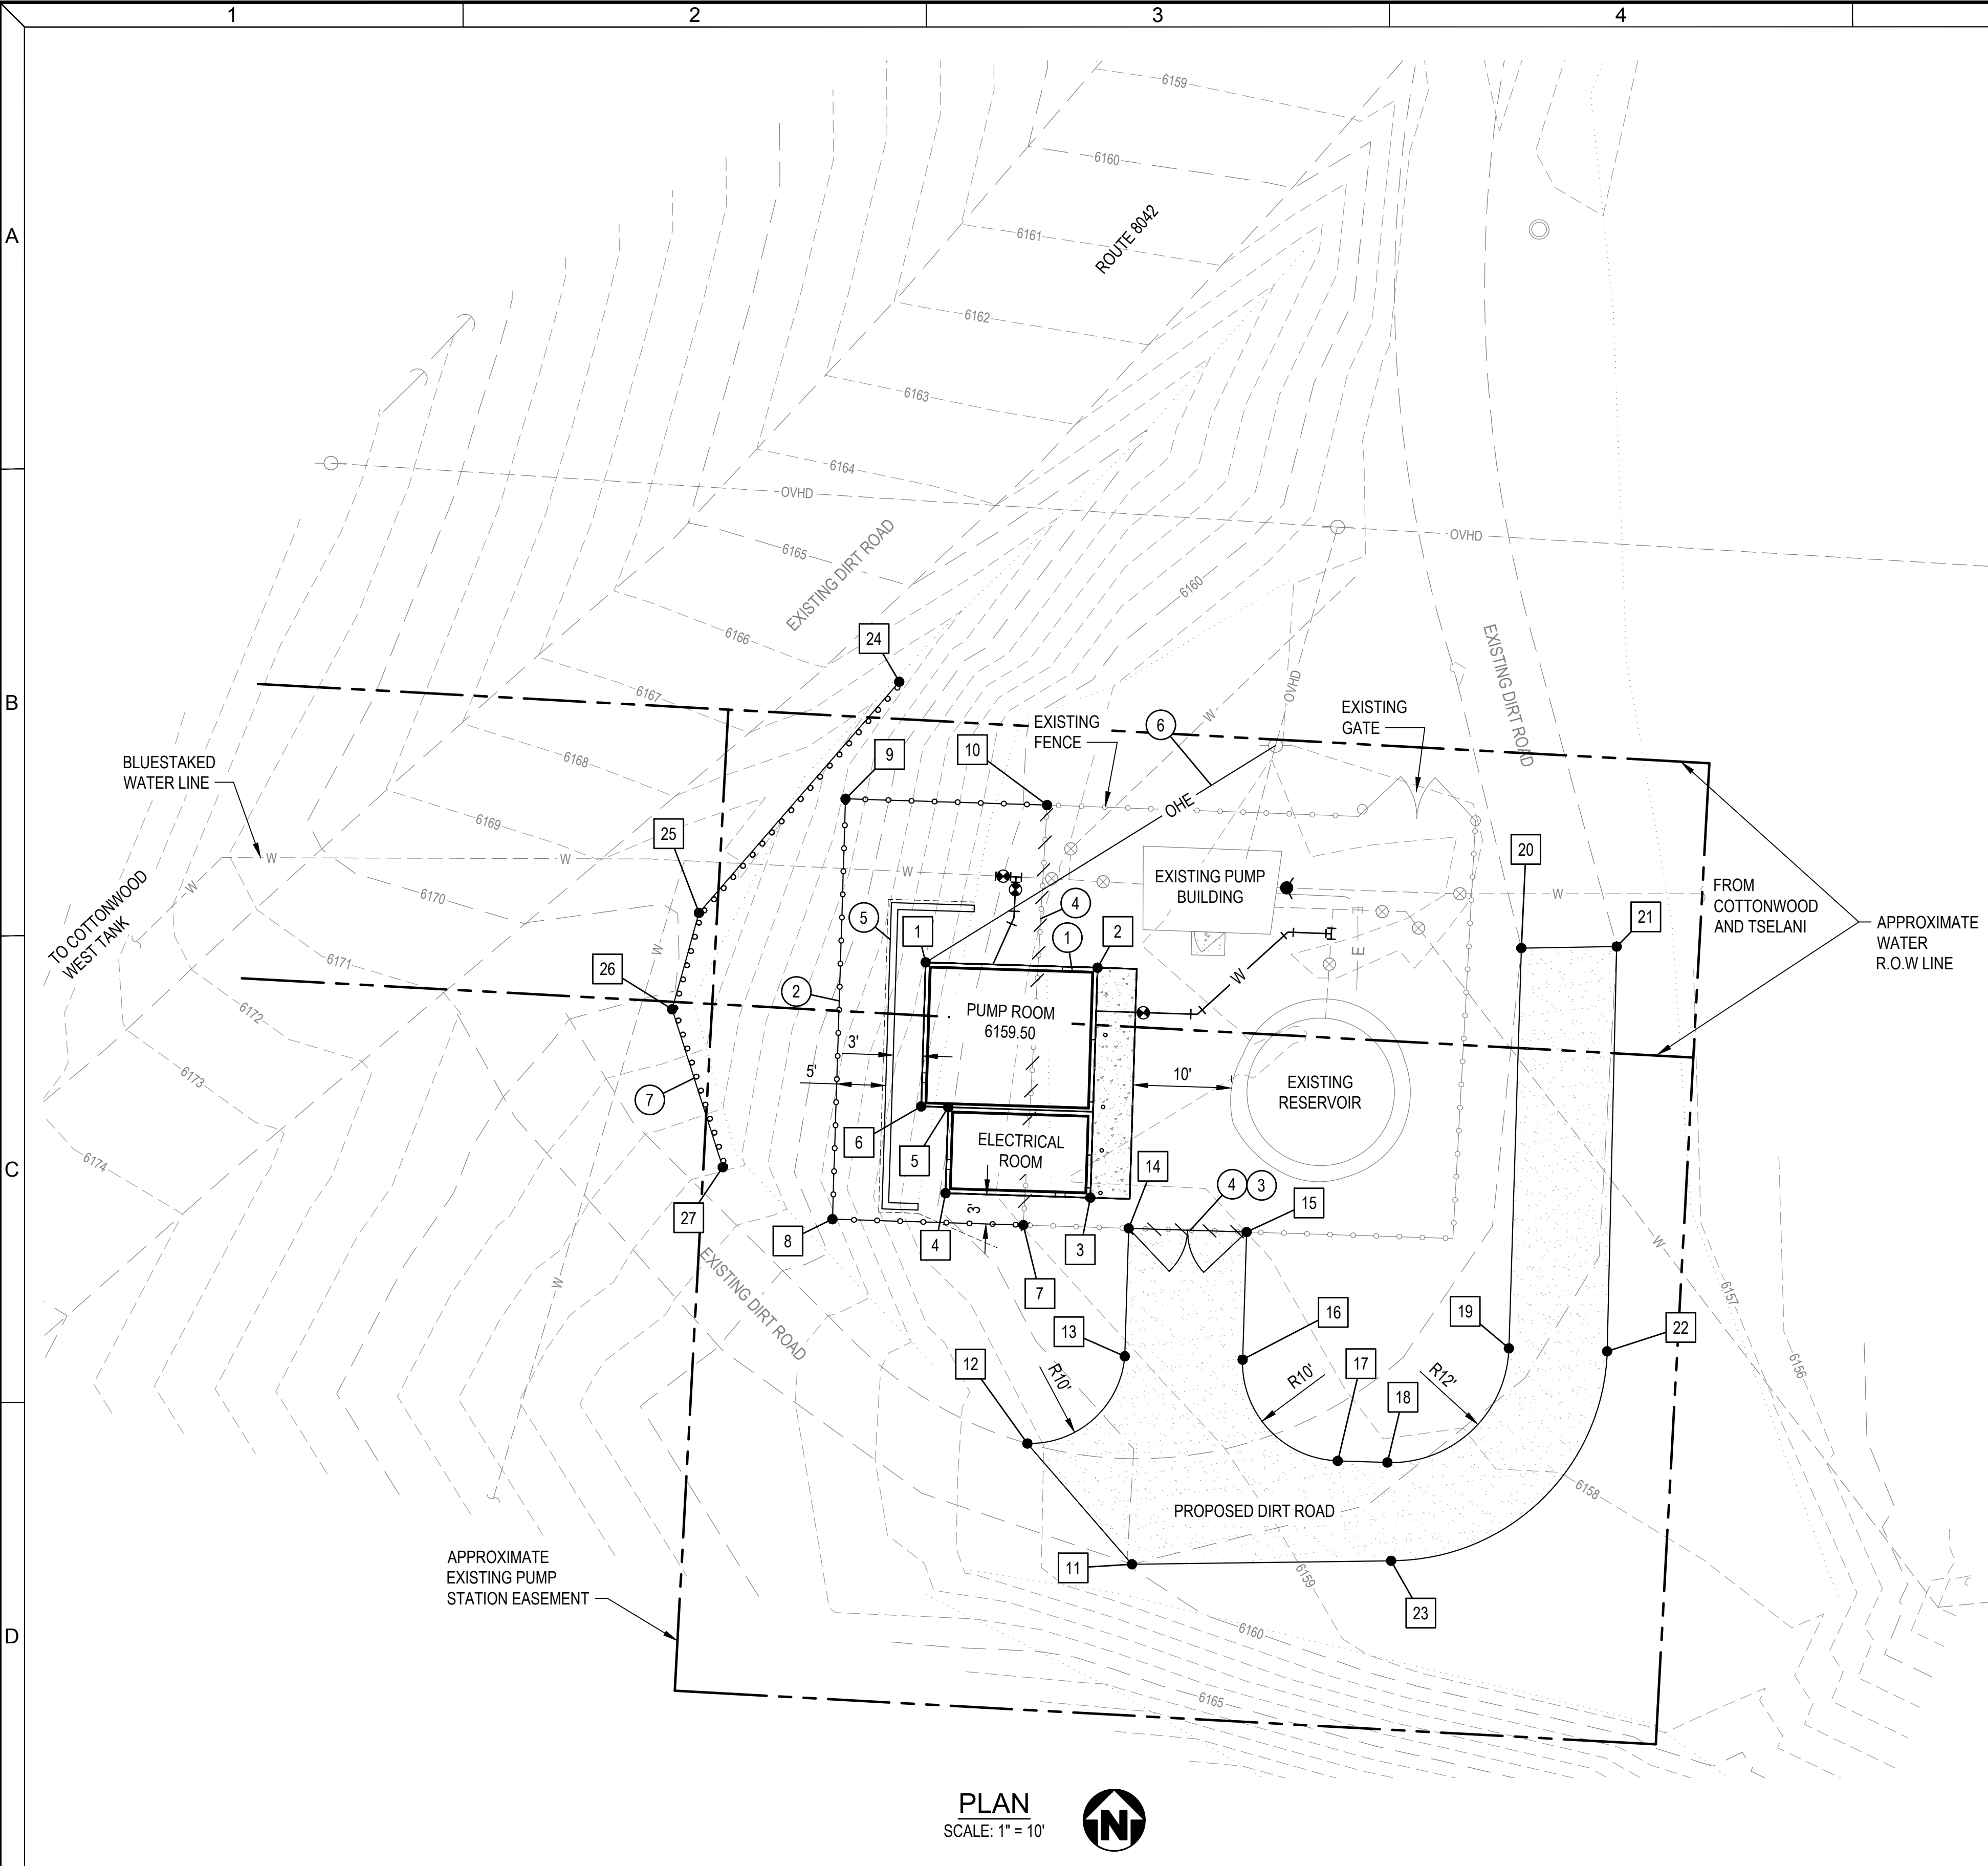 1
2
3
4
A
B
C
D
6159
6160
6161
6162
6163
6164
6165
6166
6167
6168
6169
6170
6171
6172
6173
6174
ROUTE 8042
OVHD
OVHD
OVHD
EXISTING DIRT ROAD
6160
EXISTING DIRT ROAD
24
9
10
EXISTING
FENCE
6
EXISTING
GATE
W
OHE
BLUESTAKED
WATER LINE
W
W
W
W
W
TO COTTONWOOD
WEST TANK
25
26
5
1
4
1
2
EXISTING PUMP
BUILDING
E
W
20
21
FROM
COTTONWOOD
AND TSELANI
APPROXIMATE
WATER
R.O.W LINE
2
PUMP ROOM
6159.50
W
3'
5'
10'
EXISTING
RESERVOIR
7
6
5
ELECTRICAL
ROOM
3'
14
4
3
15
27
8
4
3
7
W
EXISTING DIRT ROAD
W
13
16
19
22
12
R10'
R10'
17
R12'
18
6157
6156
6158
PROPOSED DIRT ROAD
11
6159
23
APPROXIMATE
EXISTING PUMP
STATION EASEMENT
6160
6165
PLAN
SCALE: 1" = 10'
N